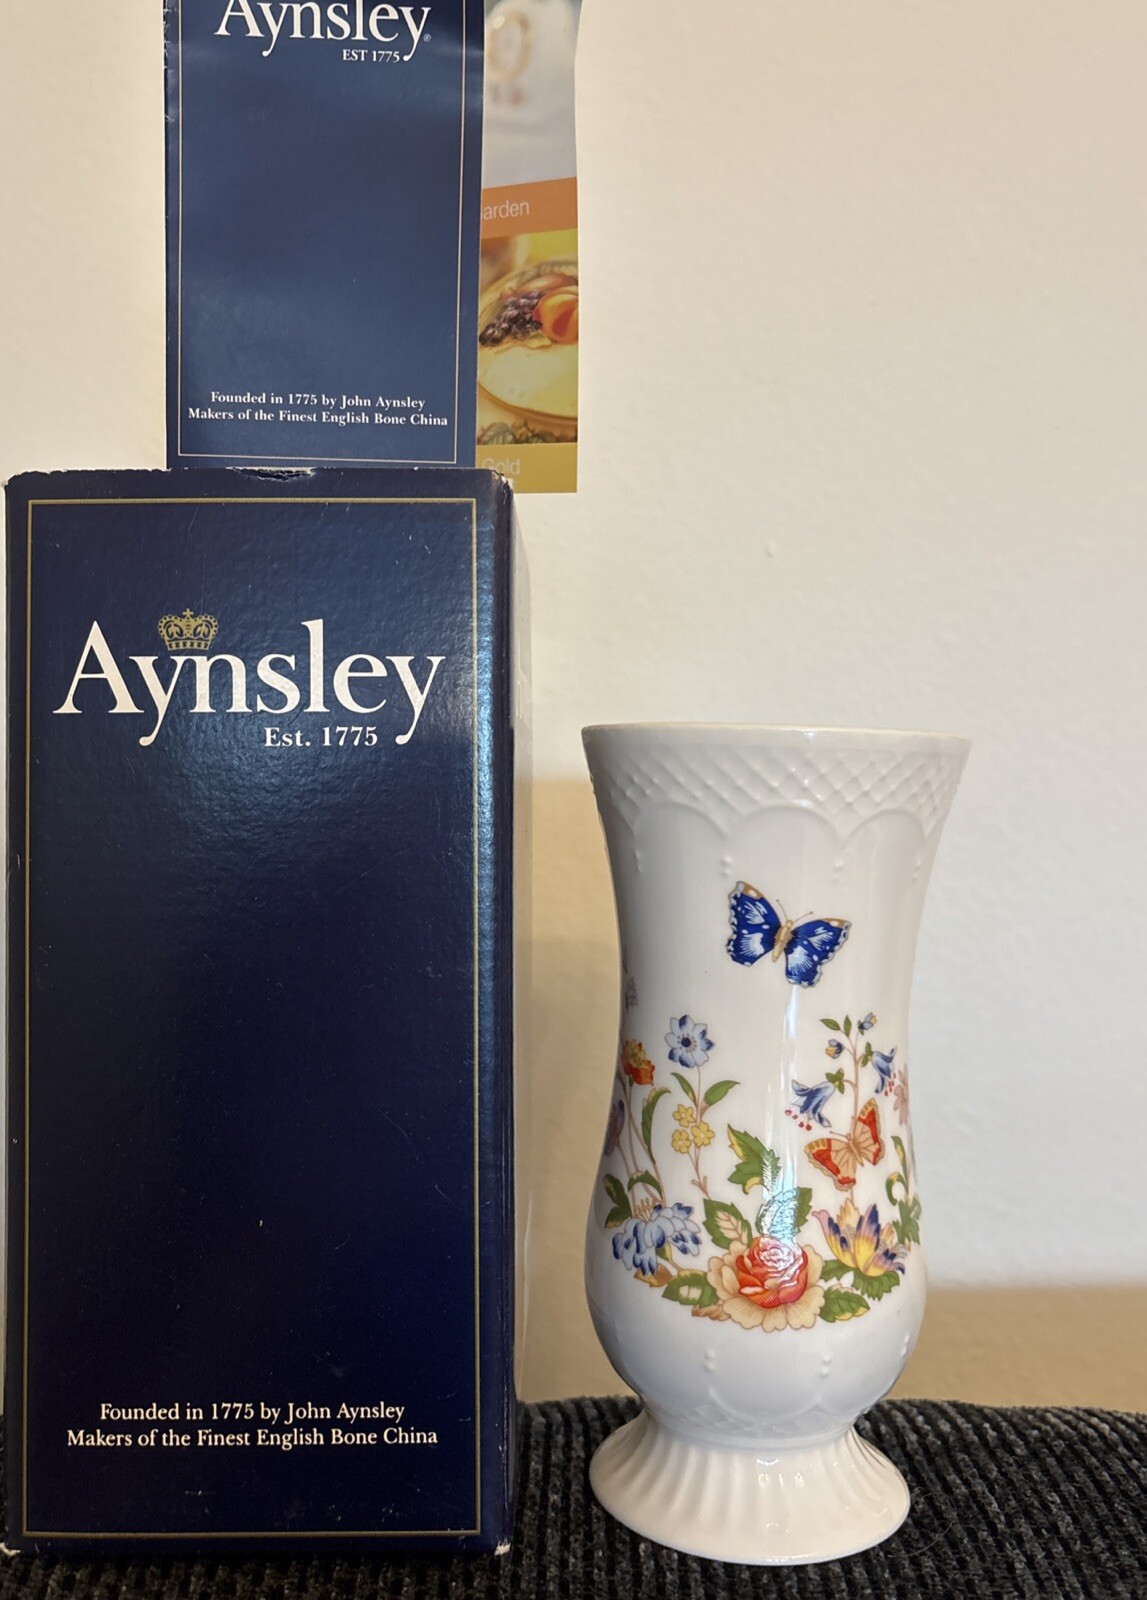 Aynsley®
EST 1775
Founded in 1775 by John Aynsley
Makers of the Finest English Bone China
arden
Gold
Aynsley
Est. 1775
Founded in 1775 by John Aynsley
Makers of the Finest English Bone China